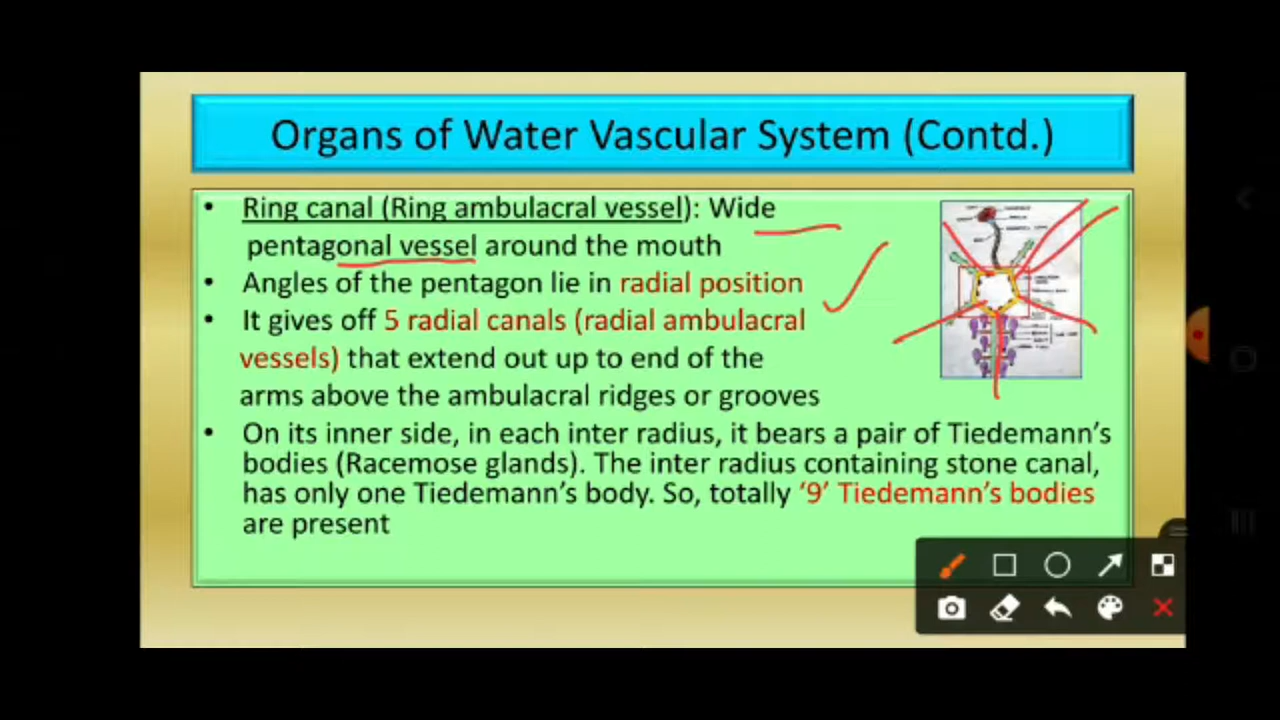 Organs of Water Vascular System (Contd.)
• Ring canal (Ring ambulacral vessel): Wide
pentagonal vessel around the mouth
• Angles of the pentagon lie in radial position
• It gives off 5 radial canals (radial ambulacral
vessels) that extend out up to end of the
arms above the ambulacral ridges or grooves
• On its inner side, in each inter radius, it bears a pair of Tiedemann’s
bodies (Racemose glands). The inter radius containing stone canal,
has only one Tiedemann’s body. So, totally ‘9’ Tiedemann’s bodies
are present